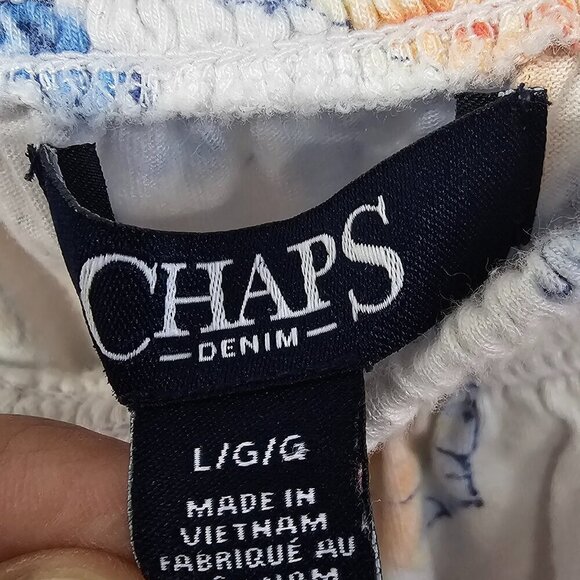 CHAPS
DENIM
L/G/G
MADE IN
VIETNAM
FABRIQUÉ AU